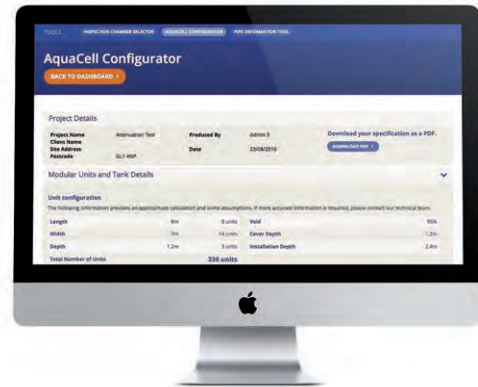 TOOLS INSPECTION CHAMBER SELECTOR AQUACELL CONFIGURATOR PIPE DEFORMATION TOOL
AquaCell Configurator
BACK TO DASHBOARD ›
Project Details
Project Name Attenuation Test Produced By Admin 3 Download your specification as a PDF.
Client Name Date 23/08/2016 DOWNLOAD PDF ›
Site Address
Postcode GL1 4NP
Modular Units and Tank Details
Unit configuration
The following information provides an approximate calculation and some assumptions. If more accurate information is required, please contact our technical team.
Length 8m 8 units Void 95%
Width 7m 14 units Cover Depth 1.2m
Depth 1.2m 3 units Installation Depth 2.4m
Total Number of Units 336 units